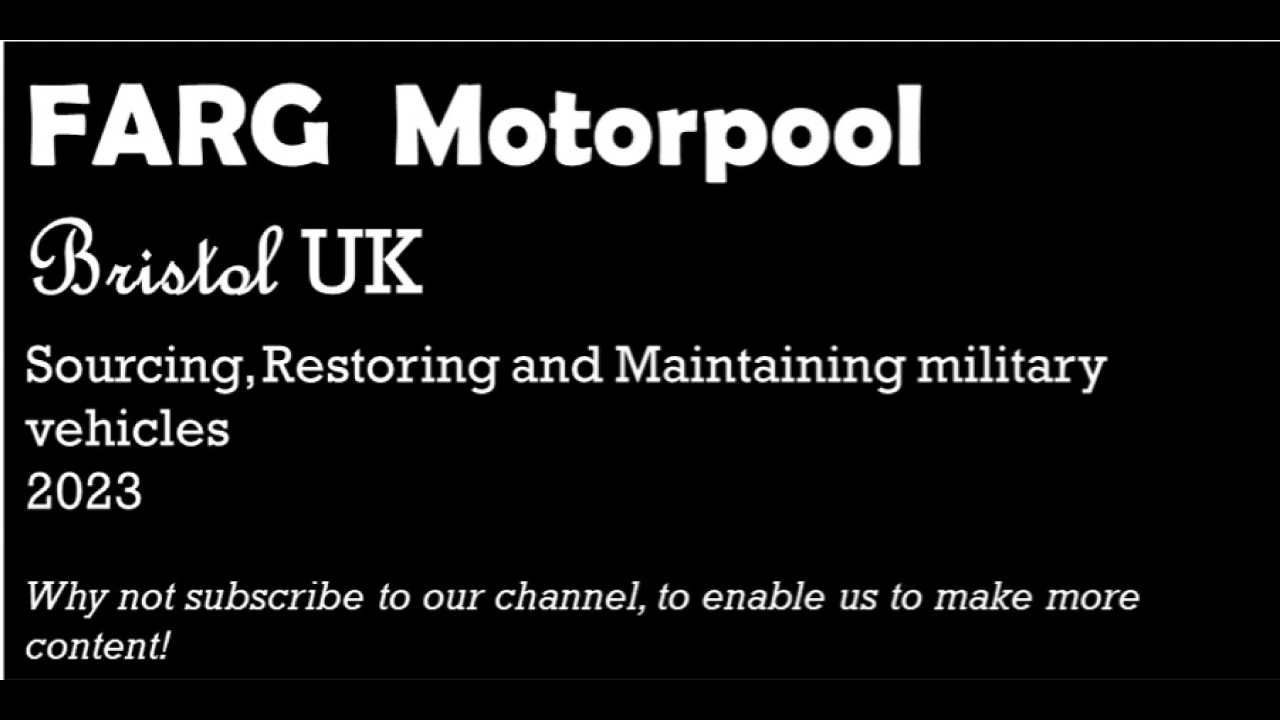 FARG Motorpool
Bristol UK
Sourcing, Restoring and Maintaining military
vehicles
2023
Why not subscribe to our channel, to enable us to make more
content!